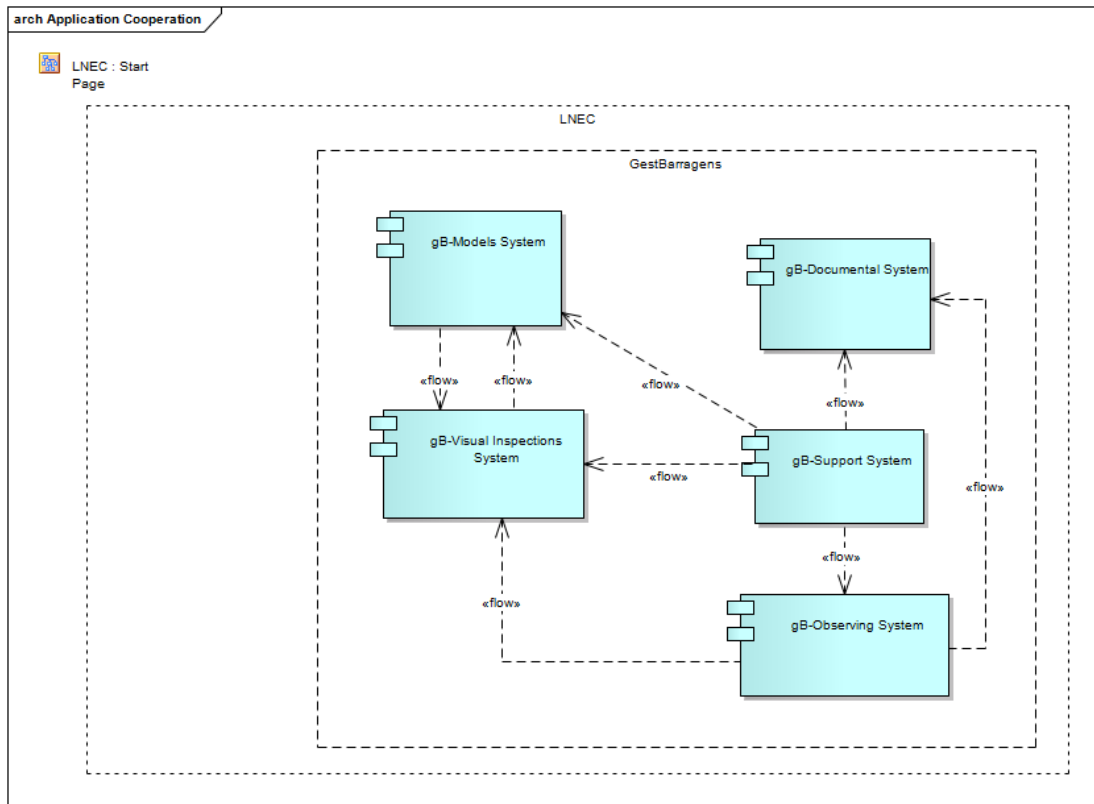 arch Application Cooperation
LNEC : Start
Page
LNEC
GestBarragens
gB-Models System
gB-Documental System
«flow»
«flow»
«flow»
«flow»
gB-Visual Inspections
System
gB-Support System
«flow»
«flow»
«flow»
«flow»
gB-Observing System